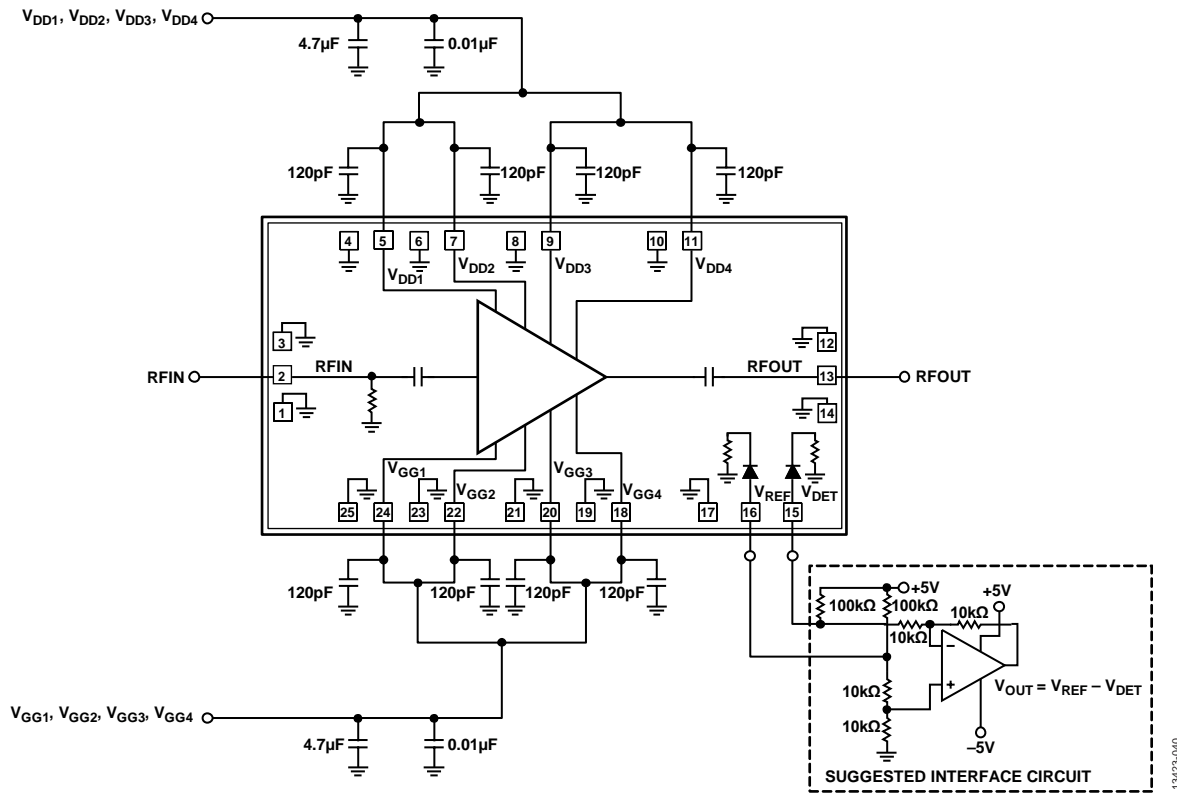 VDD1, VDD2, VDD3, VDD4
4.7µF
0.01µF
120pF
120pF
120pF
120pF
4
5
6
7
8
9
10
11
VDD1
VDD2
VDD3
VDD4
3
12
RFIN
2
RFIN
RFOUT
13
RFOUT
1
14
VGG1
VGG2
VGG3
VGG4
VREF
VDET
25
24
23
22
21
20
19
18
17
16
15
120pF
120pF
120pF
120pF
+5V
100kΩ
100kΩ
10kΩ
+5V
10kΩ
–
+
10kΩ
10kΩ
VOUT = VREF – VDET
–5V
SUGGESTED INTERFACE CIRCUIT
VGG1, VGG2, VGG3, VGG4
4.7µF
0.01µF
13423-040